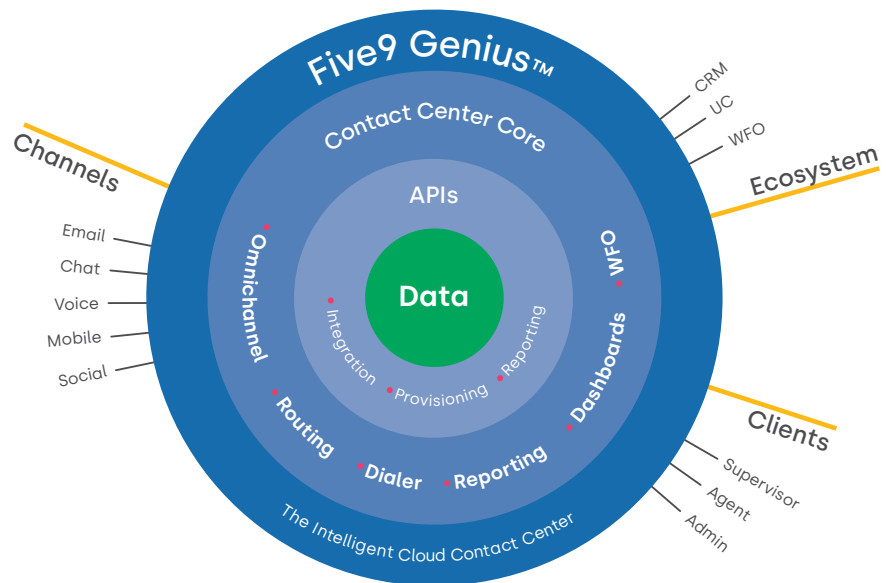 Five9 Genius™
Contact Center Core
APIs
Data
Integration
Provisioning
Reporting
Omnichannel
Routing
Dialer
Reporting
Dashboards
WFO
The Intelligent Cloud Contact Center
Channels
Email
Chat
Voice
Mobile
Social
CRM
UC
WFO
Ecosystem
Clients
Supervisor
Agent
Admin